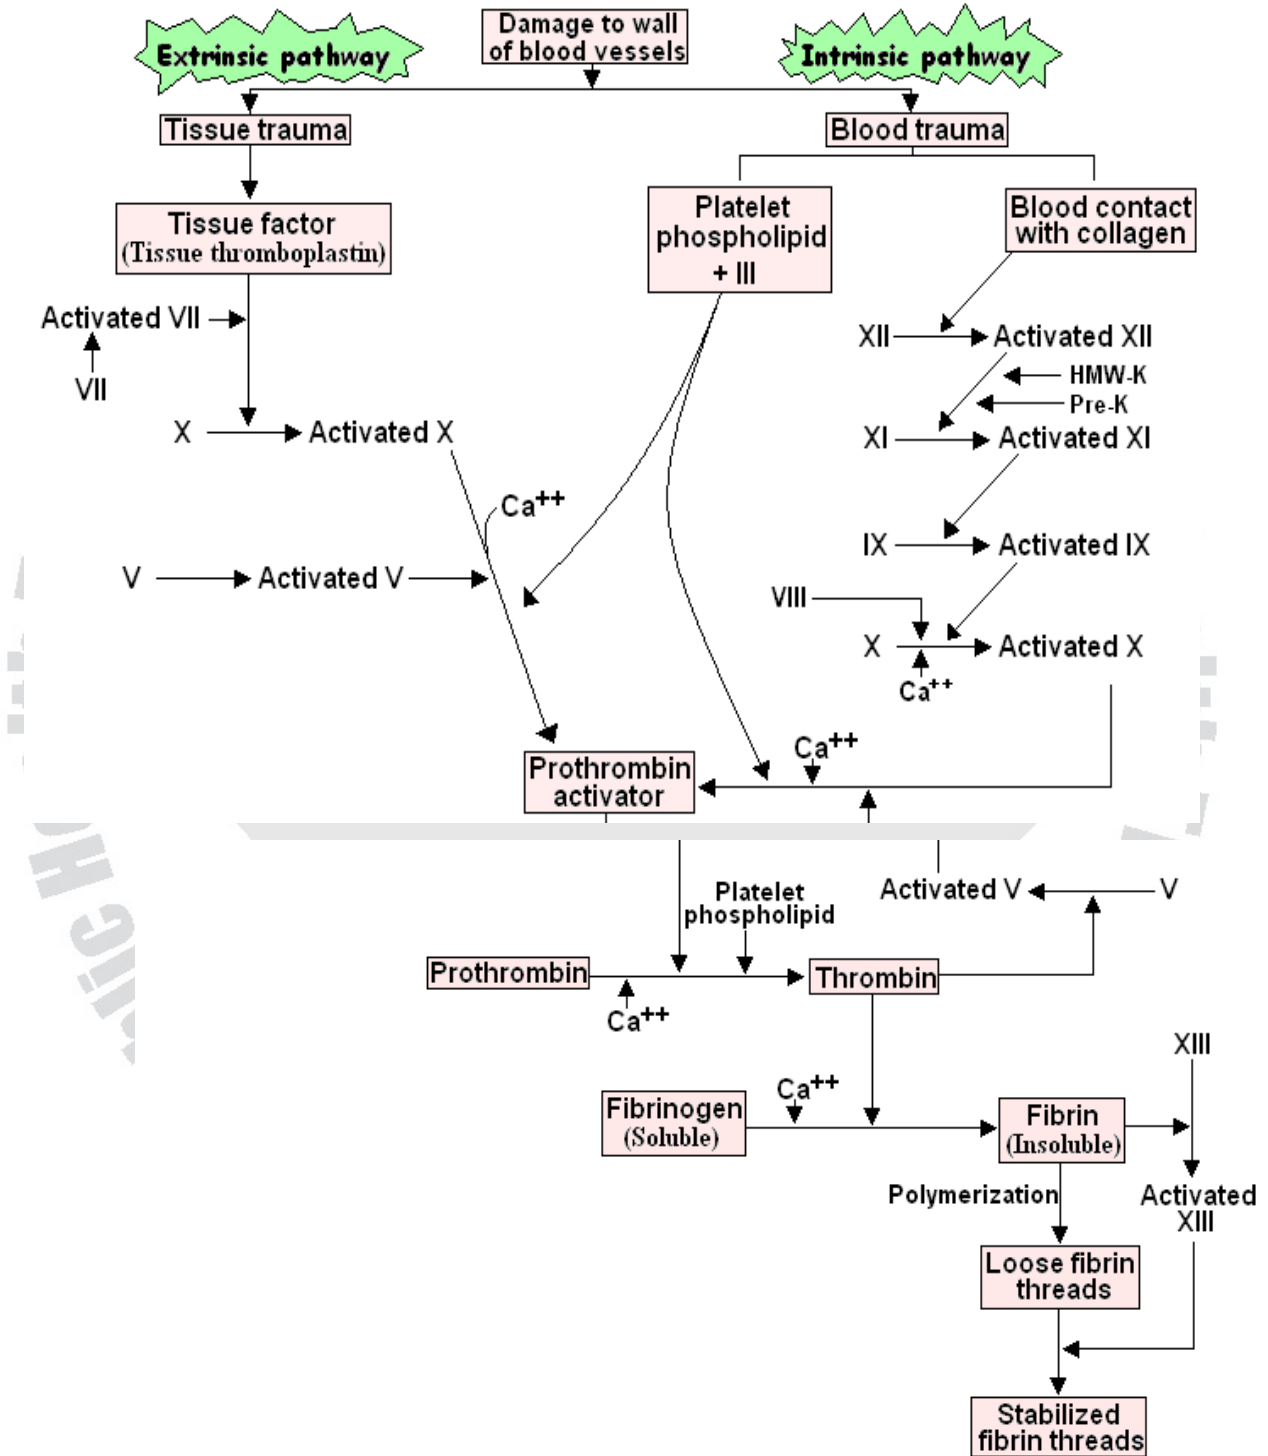 Damage to wall
of blood vessels
Extrinsic pathway
Intrinsic pathway
Tissue trauma
Blood trauma
Tissue factor
(Tissue thromboplastin)
Platelet
phospholipid
+ III
Blood contact
with collagen
Activated VII
VII
XII
Activated XII
HMW-K
Pre-K
X
Activated X
XI
Activated XI
Ca++
IX
Activated IX
V
Activated V
VIII
X
Activated X
Ca++
Ca++
Prothrombin
activator
Activated V
V
Platelet
phospholipid
Prothrombin
Thrombin
Ca++
XIII
Ca++
Fibrinogen
(Soluble)
Fibrin
(Insoluble)
Polymerization
Activated
XIII
Loose fibrin
threads
Stabilized
fibrin threads